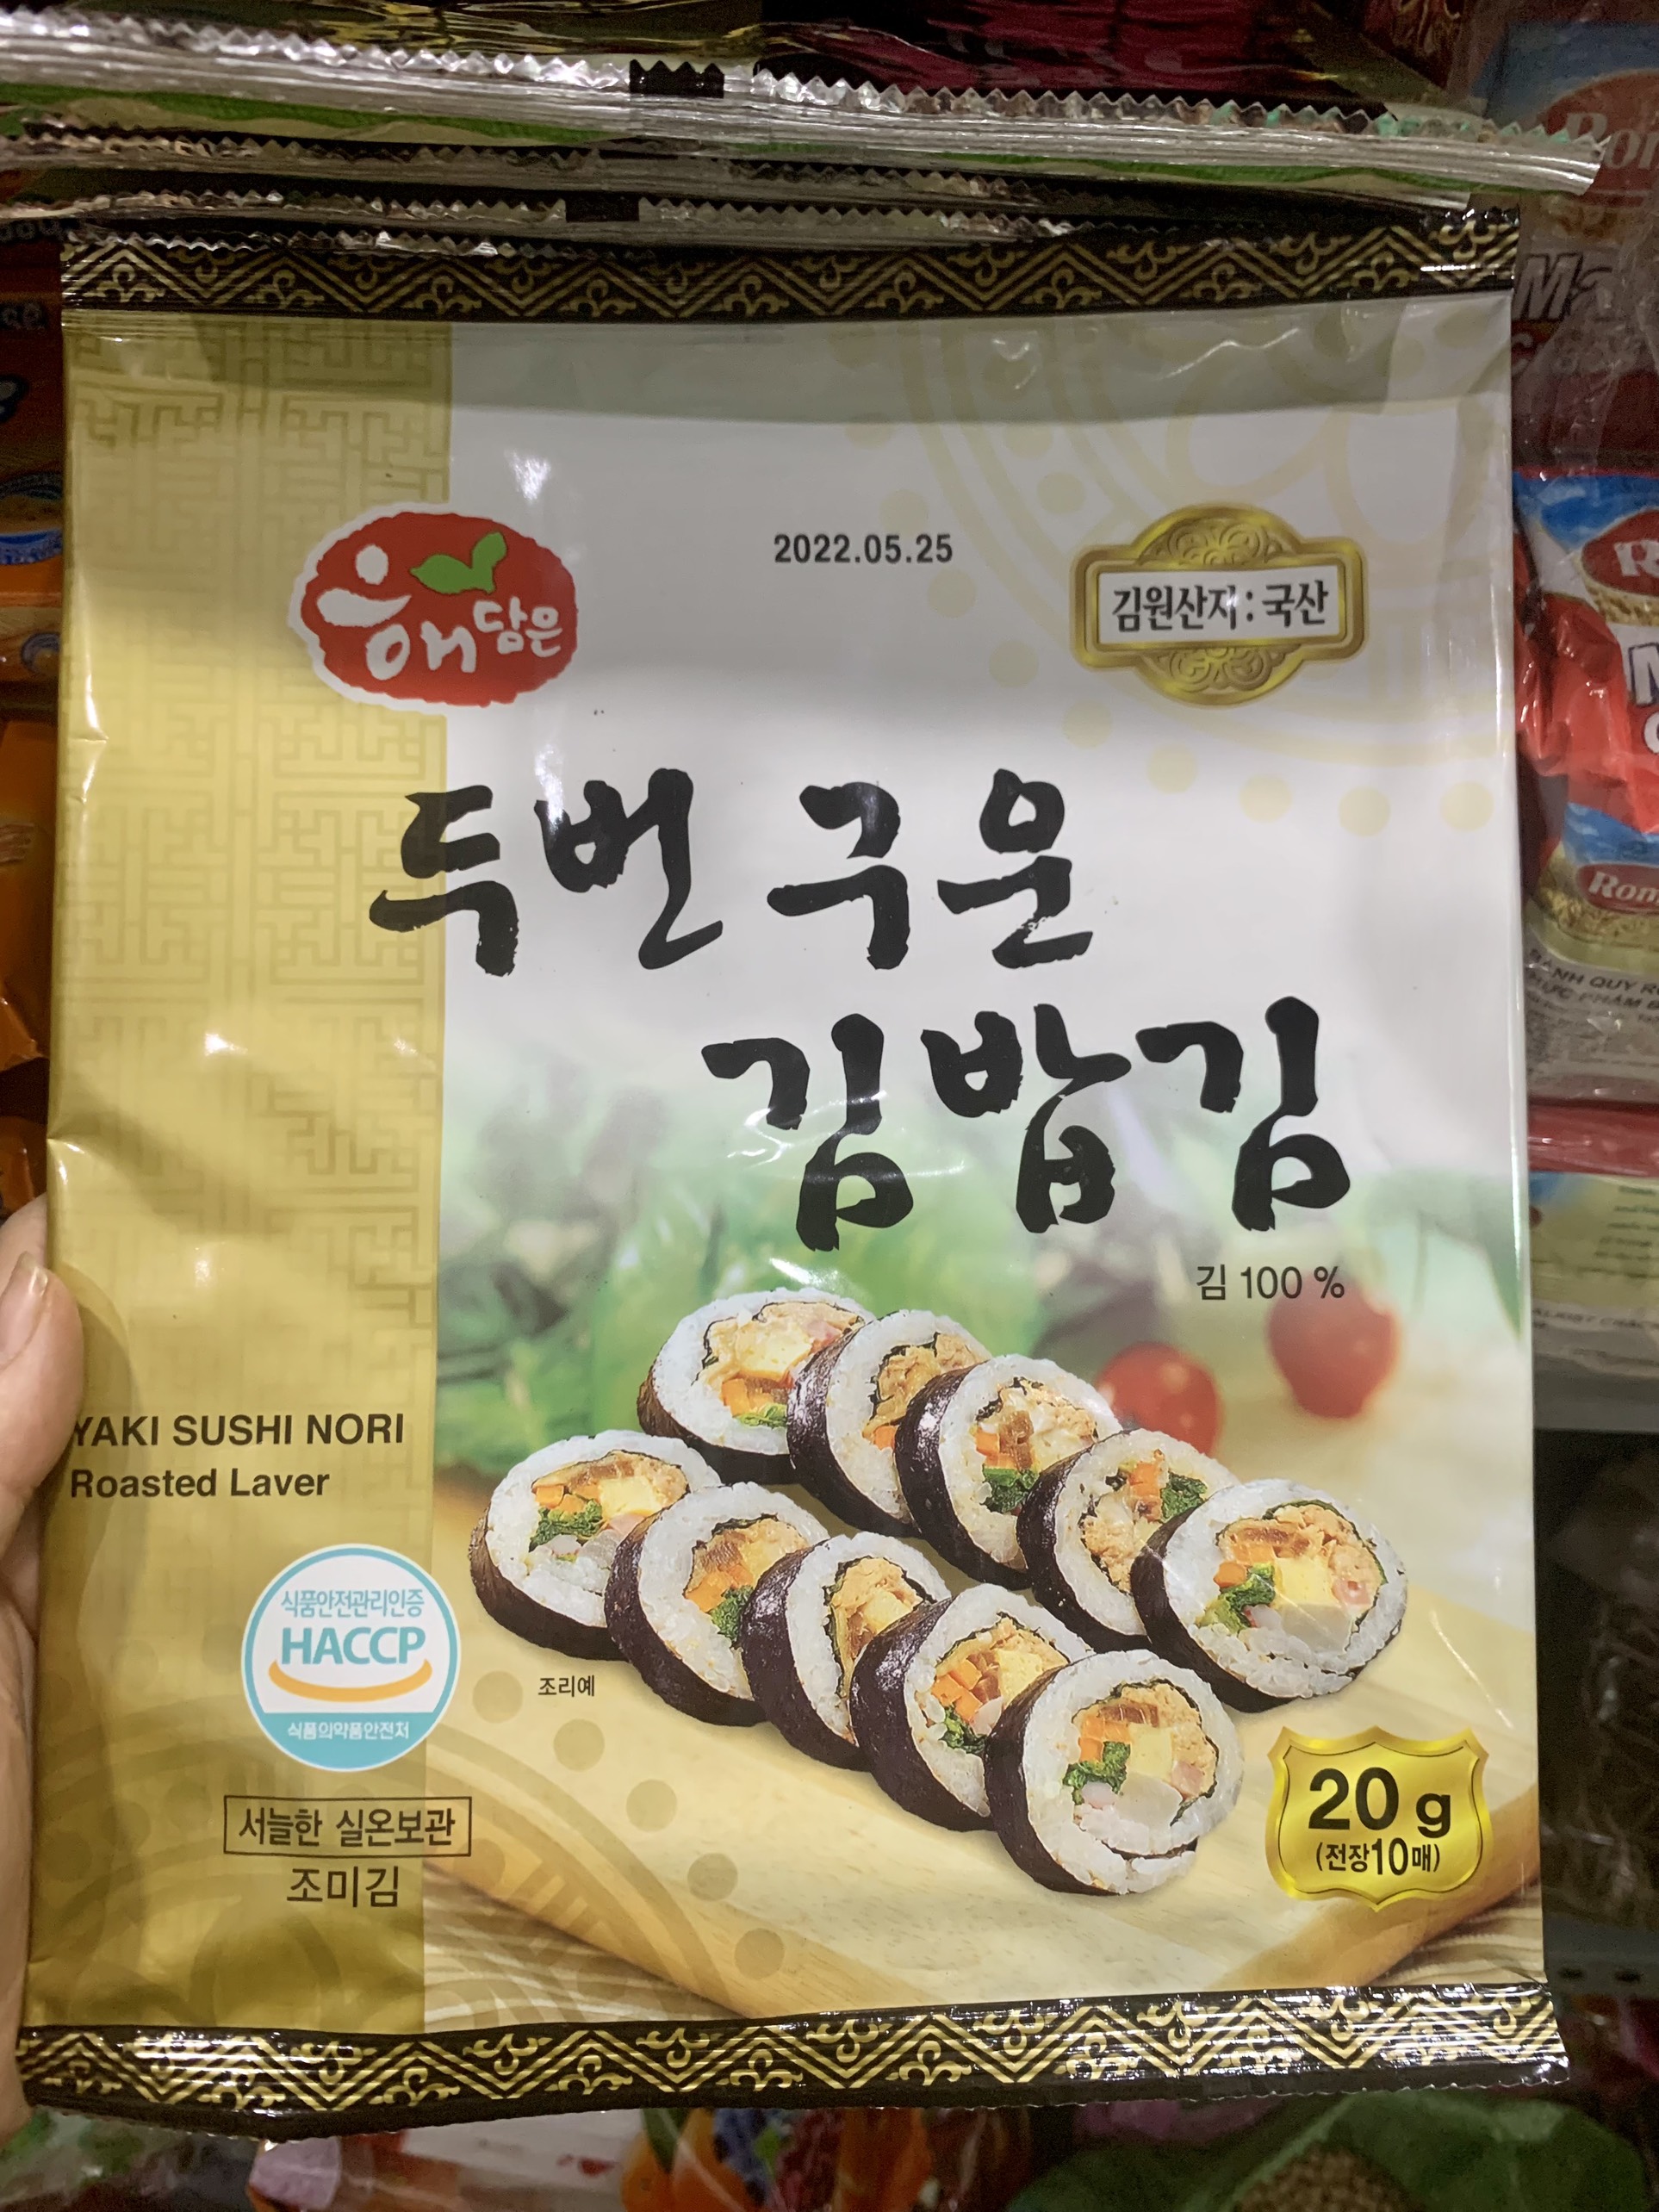 해담은
2022.05.25
김원산지:국산
두번 구운
김밥김
김 100 %
YAKI SUSHI NORI
Roasted Laver
식품안전관리인증
HACCP
식품의약품안전처
조리예
서늘한 실온보관
조미김
20 g
(전장10매)
BÁNH QUY